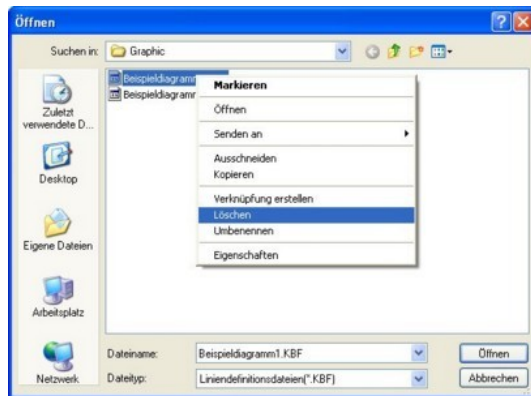 Öffnen
Suchen in: Graphic
Beispieldiagramm
Beispieldiagramm
Markieren
Öffnen
Senden an
Ausschneiden
Kopieren
Verknüpfung erstellen
Löschen
Umbenennen
Eigenschaften
Zuletzt
verwendete D...
Desktop
Eigene Dateien
Arbeitsplatz
Netzwerk
Dateiname: Beispieldiagramm1.KBF Öffnen
Dateityp: Liniendefinitionsdateien(*.KBF) Abbrechen